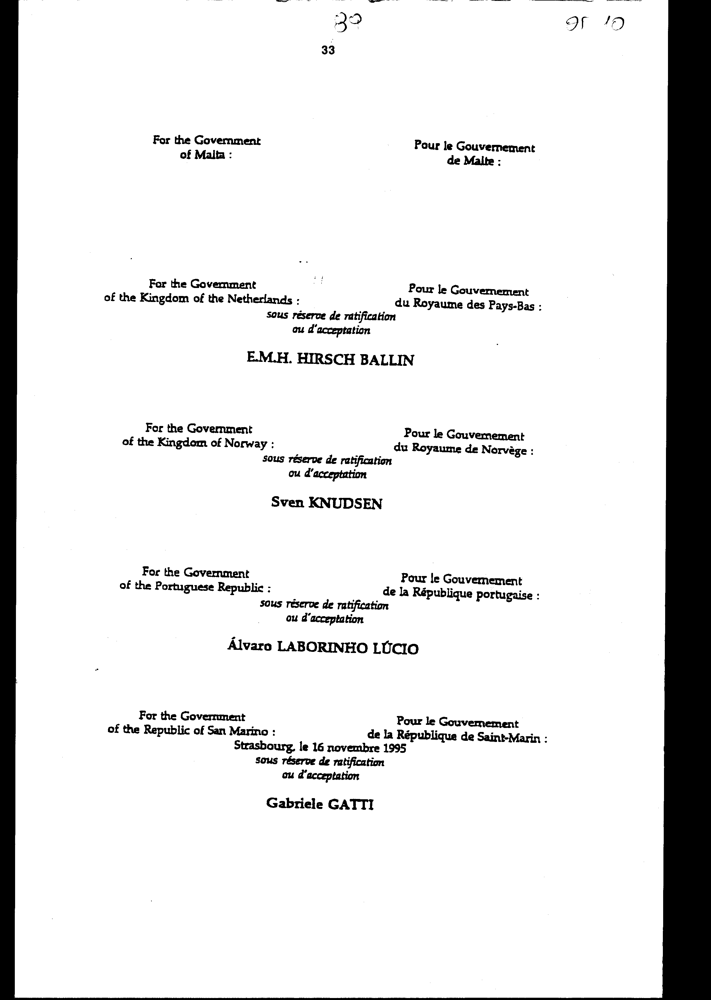 33
For the Government
of Malta :
Pour le Gouvernement
de Malte :
For the Government
of the Kingdom of the Netherlands :
Pour le Gouvernement
du Royaume des Pays-Bas :
sous réserve de ratification
ou d'acceptation
E.M.H. HIRSCH BALLIN
For the Government
of the Kingdom of Norway :
Pour le Gouvernement
du Royaume de Norvège :
sous réserve de ratification
ou d'acceptation
Sven KNUDSEN
For the Government
of the Portuguese Republic :
Pour le Gouvernement
de la République portugaise :
sous réserve de ratification
ou d'acceptation
Álvaro LABORINHO LÚCIO
For the Government
of the Republic of San Marino :
Pour le Gouvernement
de la République de Saint-Marin :
Strasbourg, le 16 novembre 1995
sous réserve de ratification
ou d'acceptation
Gabriele GATTI